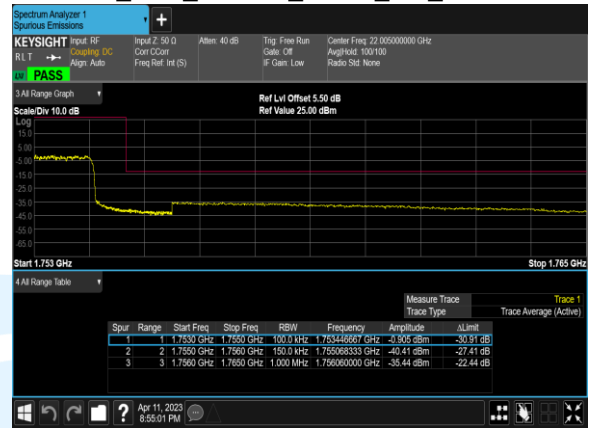 Spectrum Analyzer 1
Spurious Emissions
+
KEYSIGHT Input: RF Input Z: 50 Ω Atten: 40 dB Trig: Free Run Center Freq: 22.005000000 GHz
RLT Coupling: DC Corr CCorr Gate: Off Avg|Hold: 100/100
Align: Auto Freq Ref: Int (S) IF Gain: Low Radio Std: None
LU PASS
3 All Range Graph
Ref Lvl Offset 5.50 dB
Scale/Div 10.0 dB Ref Value 25.00 dBm
Log
15.0
5.00
-5.00
-15.0
-25.0
-35.0
-45.0
-55.0
-65.0
Start 1.753 GHz Stop 1.765 GHz
4 All Range Table
Measure Trace Trace 1
Trace Type Trace Average (Active)
Spur Range Start Freq Stop Freq RBW Frequency Amplitude ΔLimit
1 1 1.7530 GHz 1.7550 GHz 100.0 kHz 1.753446667 GHz -0.905 dBm -30.91 dB
2 2 1.7550 GHz 1.7560 GHz 150.0 kHz 1.755068333 GHz -40.41 dBm -27.41 dB
3 3 1.7560 GHz 1.7650 GHz 1.000 MHz 1.756060000 GHz -35.44 dBm -22.44 dB
? Apr 11, 2023
8:55:01 PM